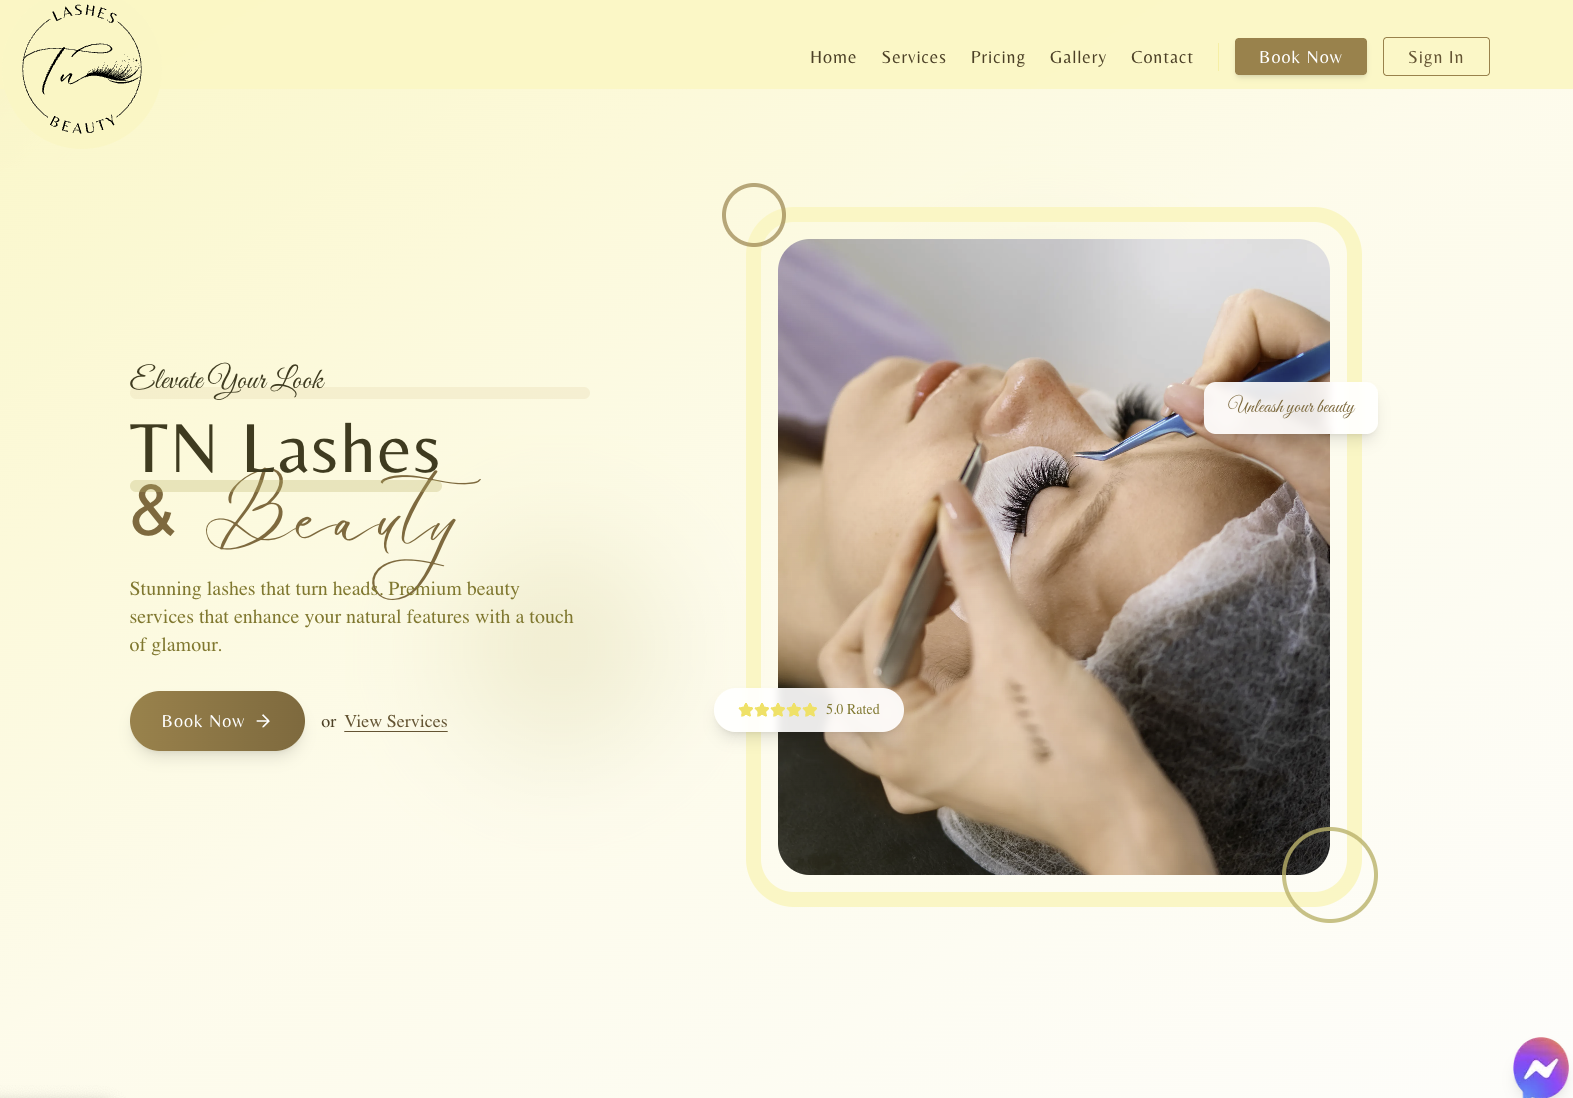 LASHES
Tn
BEAUTY
Home Services Pricing Gallery Contact Book Now Sign In
Elevate Your Look
TN Lashes
& Beauty
Stunning lashes that turn heads. Premium beauty
services that enhance your natural features with a touch
of glamour.
Book Now → or View Services
Unleash your beauty
5.0 Rated